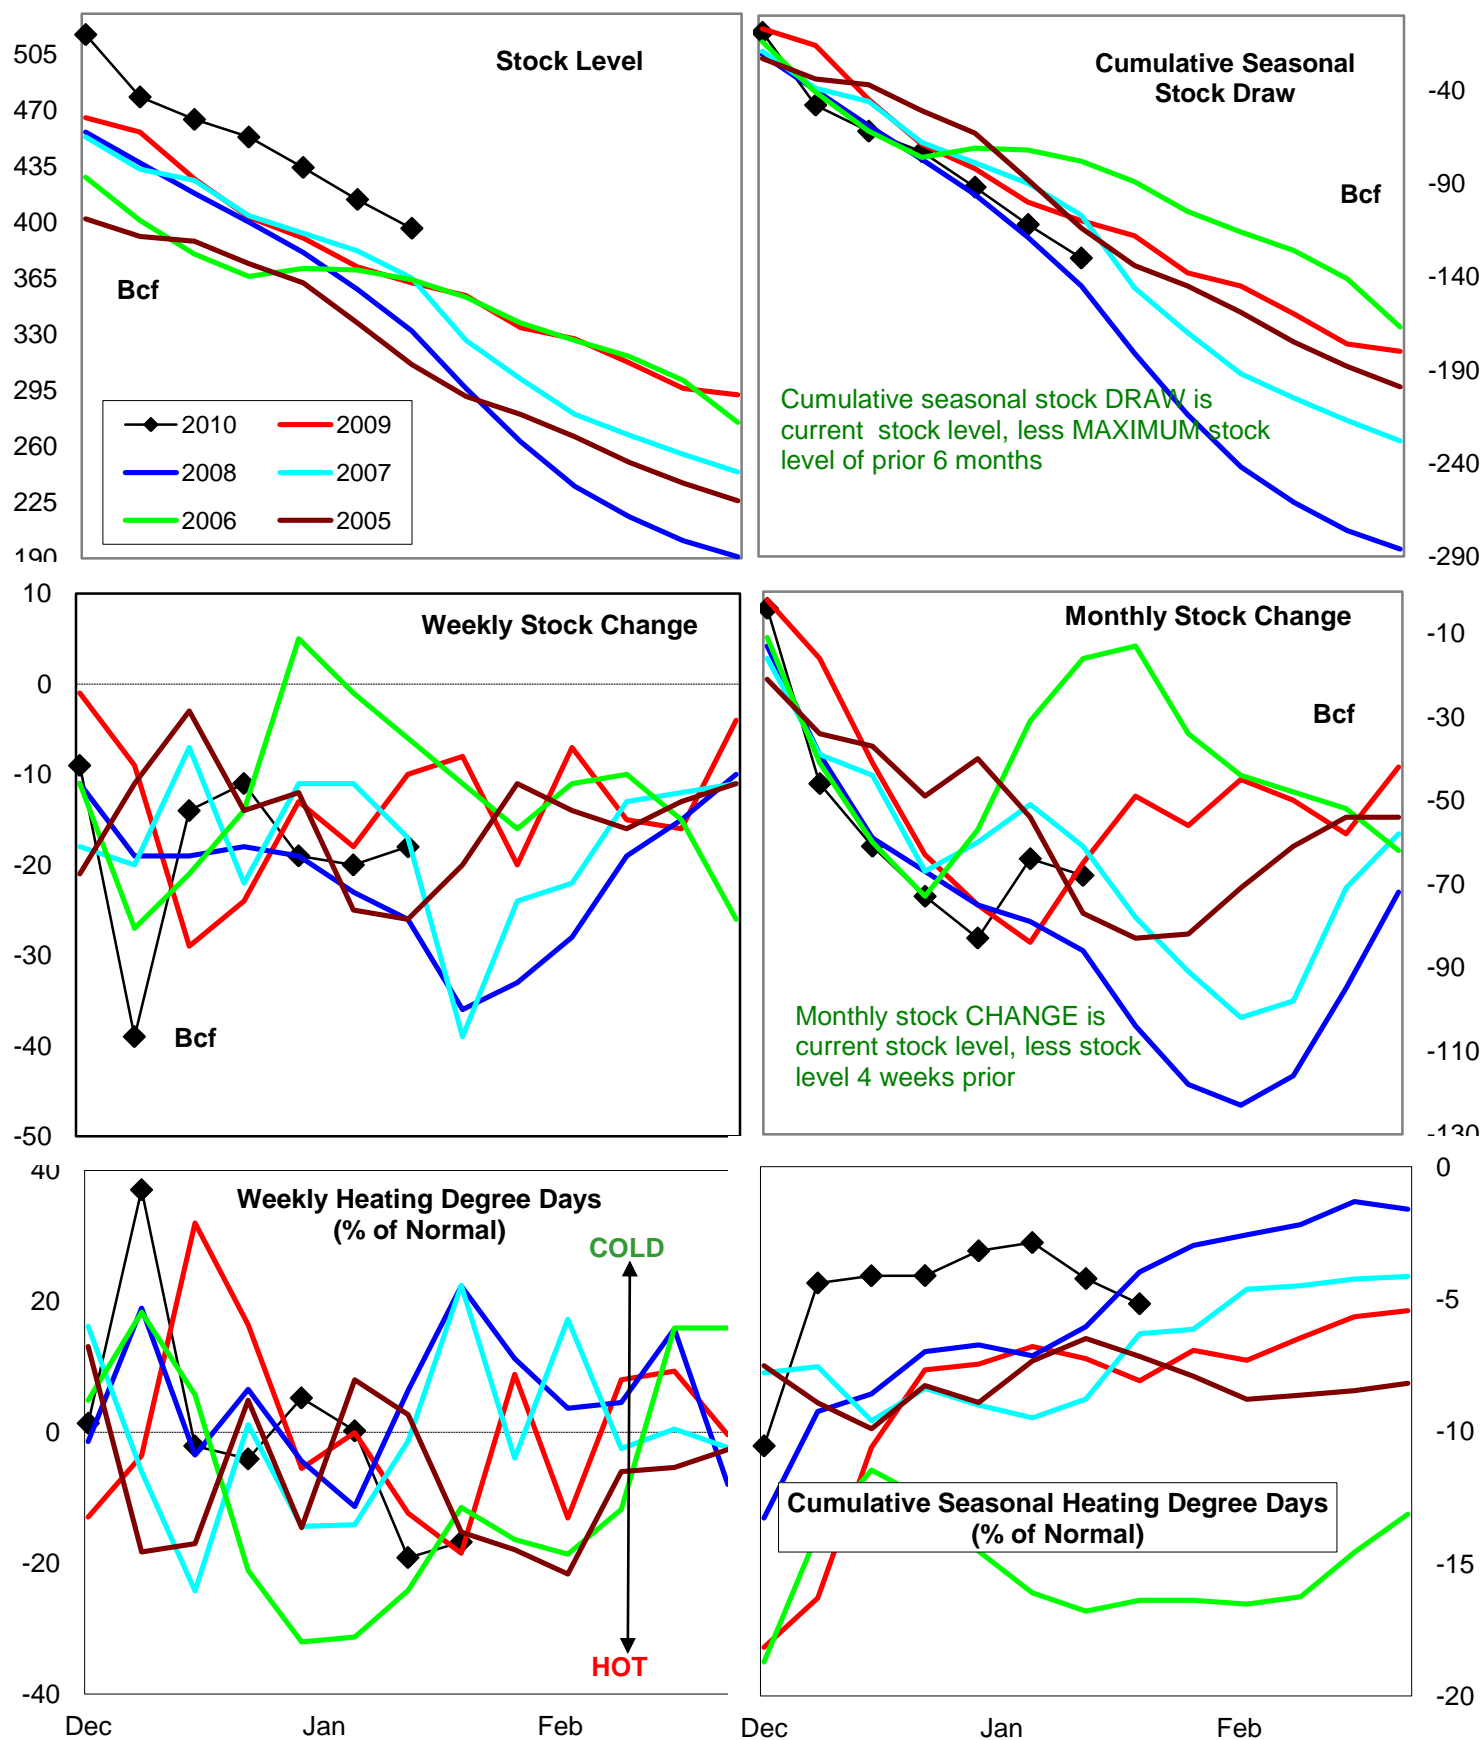 Stock Level
505
470
435
400
365
330
295
260
225
190
Bcf
2010
2009
2008
2007
2006
2005
Cumulative Seasonal
Stock Draw
Bcf
-40
-90
-140
-190
-240
-290
Cumulative seasonal stock DRAW is
current stock level, less MAXIMUM stock
level of prior 6 months
Weekly Stock Change
10
0
-10
-20
-30
-40
-50
Bcf
Monthly Stock Change
Bcf
-10
-30
-50
-70
-90
-110
-130
Monthly stock CHANGE is
current stock level, less stock
level 4 weeks prior
Weekly Heating Degree Days
(% of Normal)
40
20
0
-20
-40
COLD
HOT
Dec
Jan
Feb
Cumulative Seasonal Heating Degree Days
(% of Normal)
0
-5
-10
-15
-20
Dec
Jan
Feb